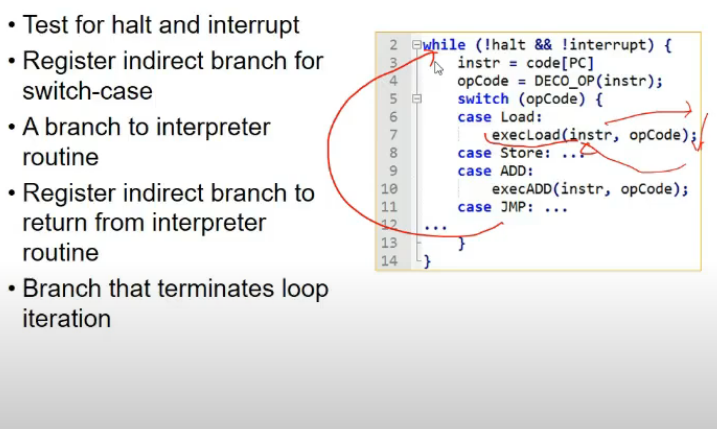 • Test for halt and interrupt
• Register indirect branch for
switch-case
• A branch to interpreter
routine
• Register indirect branch to
return from interpreter
routine
• Branch that terminates loop
iteration
2 while (!halt && !interrupt) {
3 instr = code[PC]
4 opCode = DECO_OP(instr);
5 switch (opCode) {
6 case Load:
7 execLoad(instr, opCode);
8 case Store: ...
9 case ADD:
10 execADD(instr, opCode);
11 case JMP: ...
12 ...
13 }
14 }